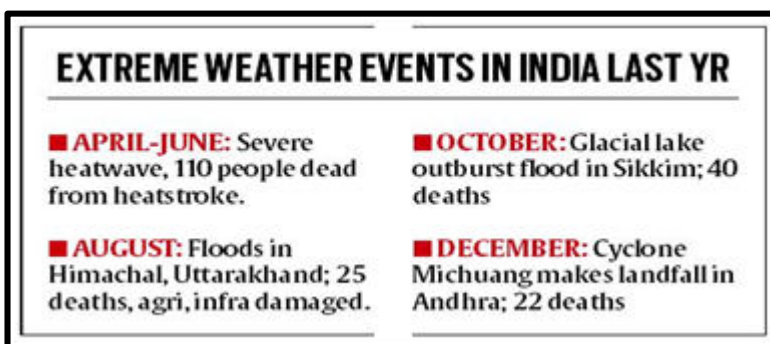 EXTREME WEATHER EVENTS IN INDIA LAST YR
■ APRIL-JUNE: Severe
heatwave, 110 people dead
from heatstroke.
■ AUGUST: Floods in
Himachal, Uttarakhand; 25
deaths, agri, infra damaged.
■ OCTOBER: Glacial lake
outburst flood in Sikkim; 40
deaths
■ DECEMBER: Cyclone
Michuang makes landfall in
Andhra; 22 deaths